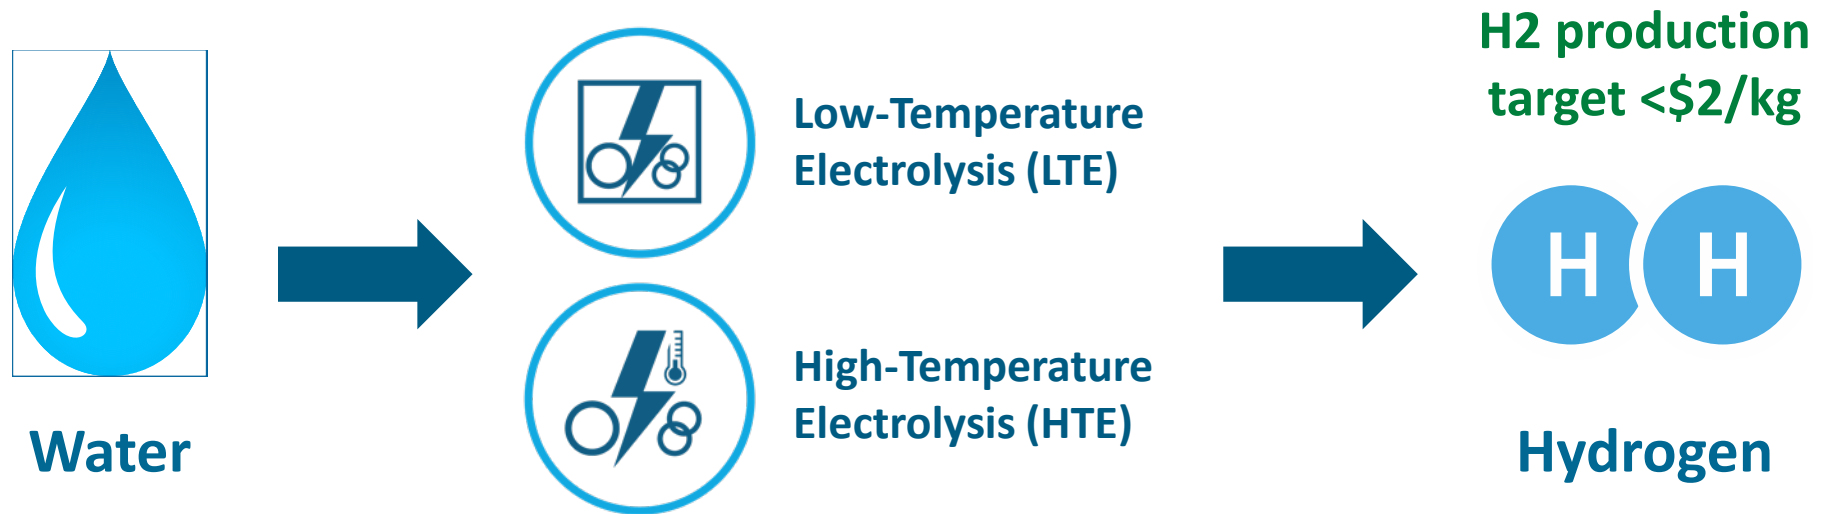 Water
Low-Temperature
Electrolysis (LTE)
High-Temperature
Electrolysis (HTE)
H2 production
target <$2/kg
H H
Hydrogen